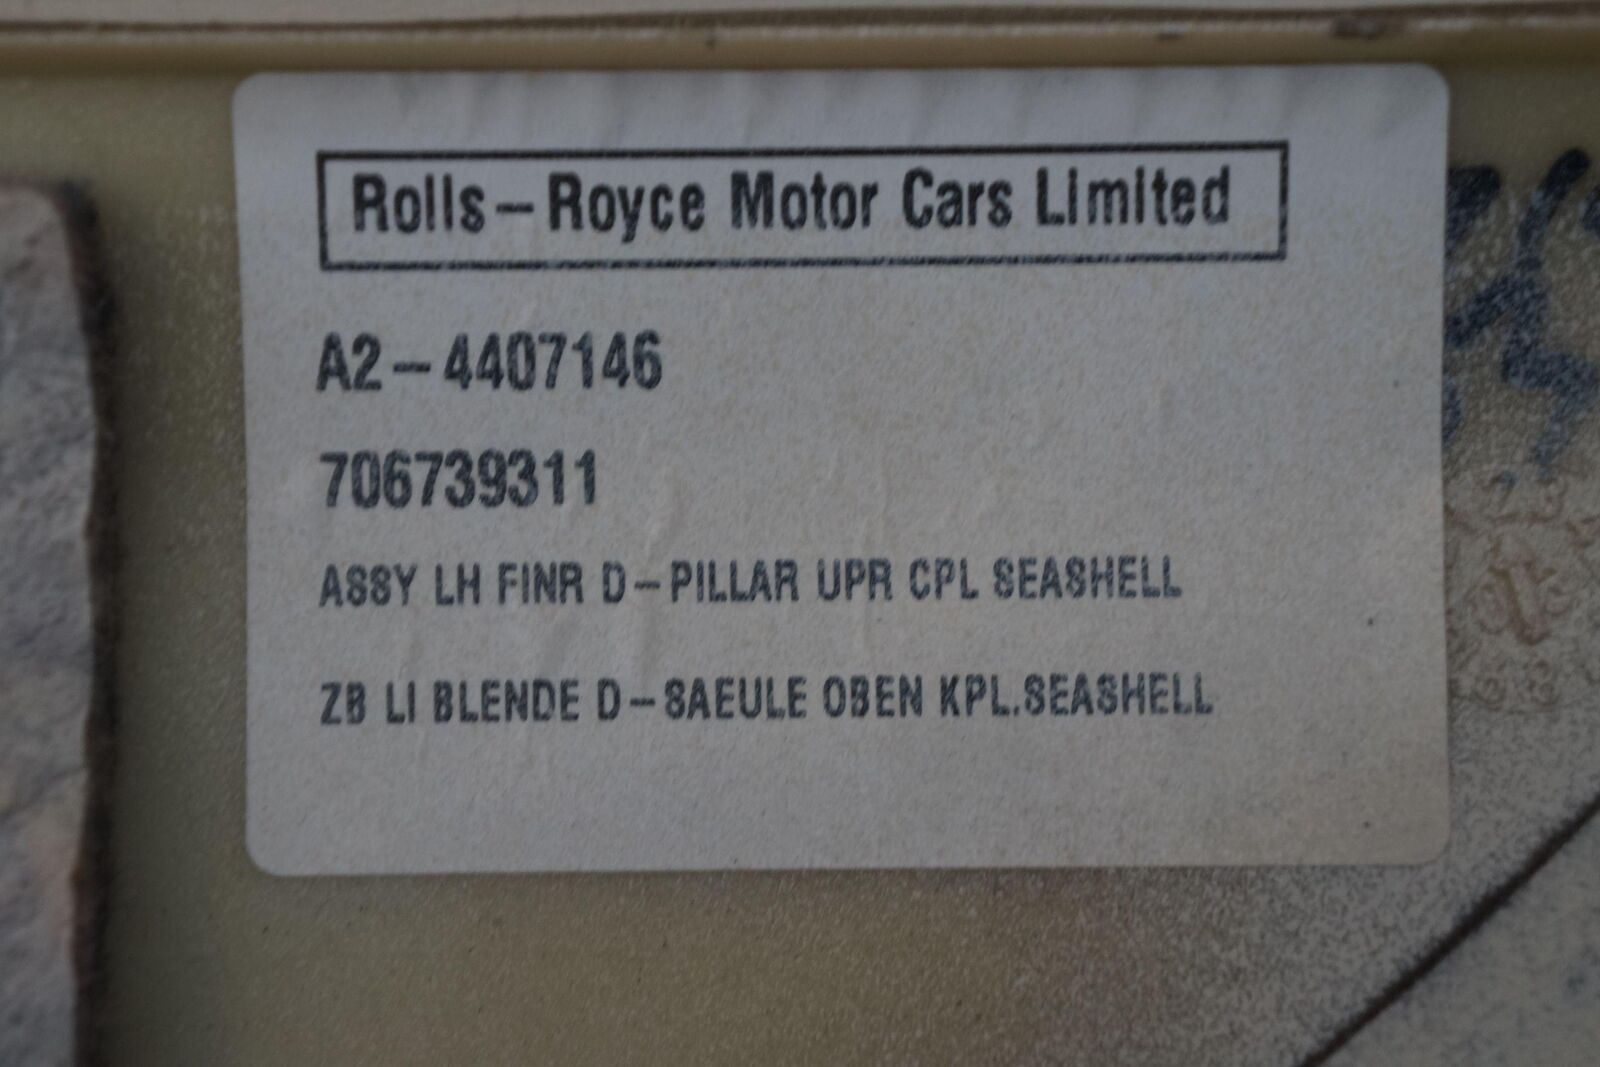 Rolls-Royce Motor Cars Limited
A2-4407146
706739311
ASSY LH FINR D-PILLAR UPR CPL SEASHELL
ZB LI BLENDE D-SAEULE OBEN KPL.SEASHELL